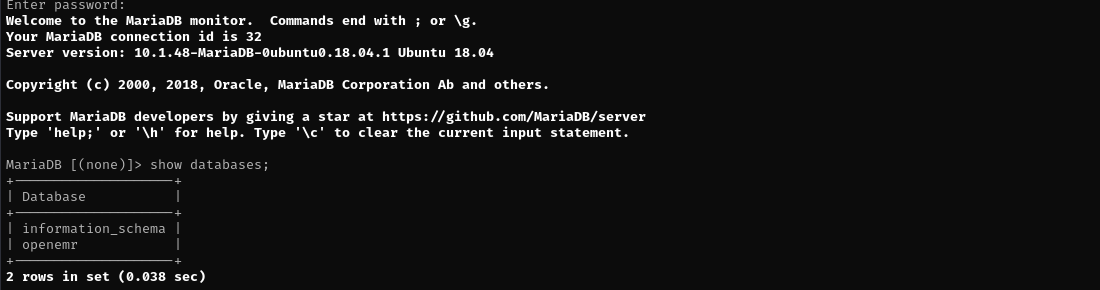 Enter password:
Welcome to the MariaDB monitor.  Commands end with ; or \g.
Your MariaDB connection id is 32
Server version: 10.1.48-MariaDB-0ubuntu0.18.04.1 Ubuntu 18.04
Copyright (c) 2000, 2018, Oracle, MariaDB Corporation Ab and others.
Support MariaDB developers by giving a star at https://github.com/MariaDB/server
Type 'help;' or '\h' for help. Type '\c' to clear the current input statement.
MariaDB [(none)]> show databases;
+--------------------+
| Database           |
+--------------------+
| information_schema |
| openemr            |
+--------------------+
2 rows in set (0.038 sec)